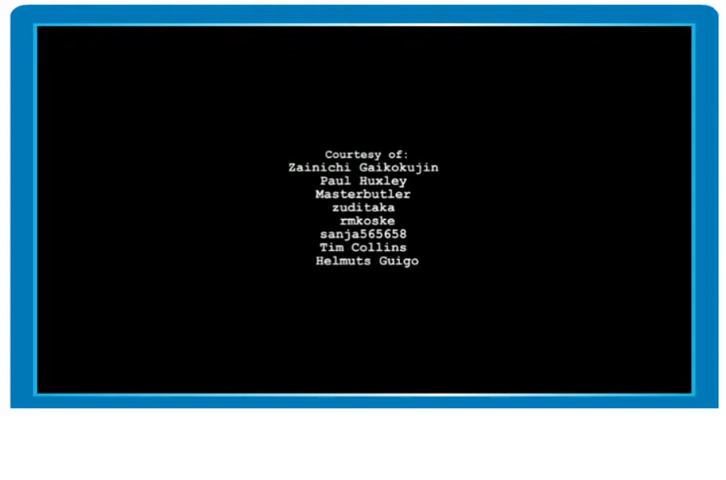 Courtesy of:
Zainichi Gaikokujin
Paul Huxley
Masterbutler
zuditaka
rmkoske
sanja565658
Tim Collins
Helmuts Guigo